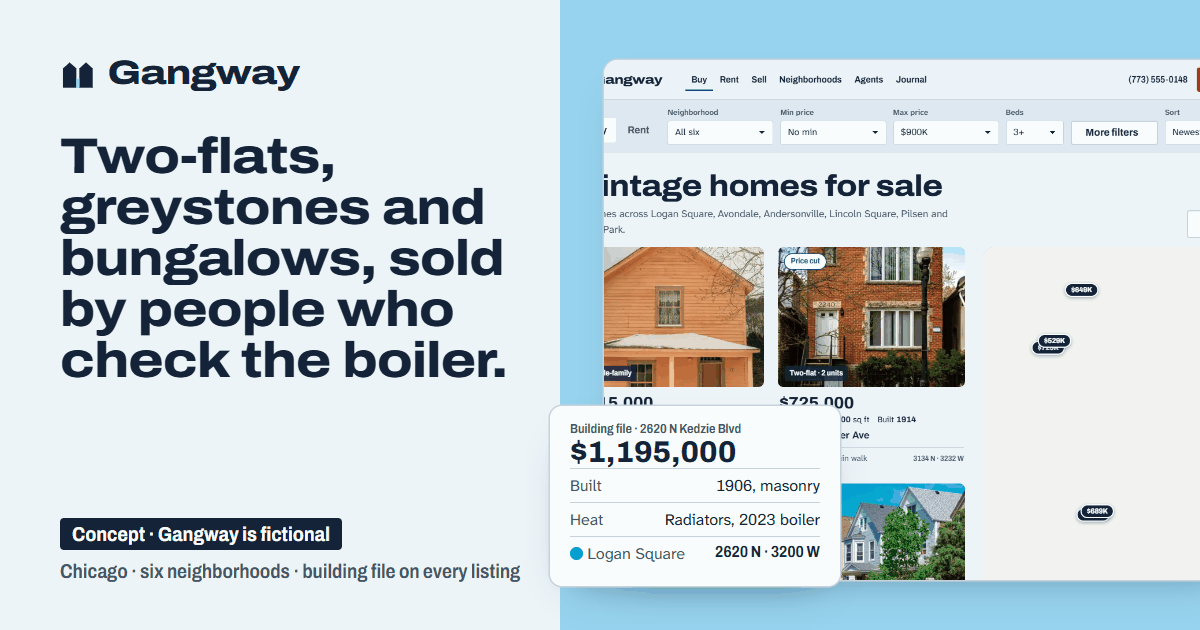 Gangway
Two-flats,
greystones and
bungalows, sold
by people who
check the boiler.
Concept · Gangway is fictional
Chicago · six neighborhoods · building file on every listing
Gangway
Buy Rent Sell Neighborhoods Agents Journal
(773) 555-0148
Rent
Neighborhood
All six
Min price
No min
Max price
$900K
Beds
3+
More filters
Sort
intage homes for sale
across Logan Square, Avondale, Andersonville, Lincoln Square, Pilsen and
Park.
Price cut
Two-flat · 2 units
$725,000
sq ft Built 1914
Ave
walk
3134 N · 3232 W
$649K
$529K
$689K
Building file · 2620 N Kedzie Blvd
$1,195,000
Built 1906, masonry
Heat Radiators, 2023 boiler
Logan Square 2620 N · 3200 W